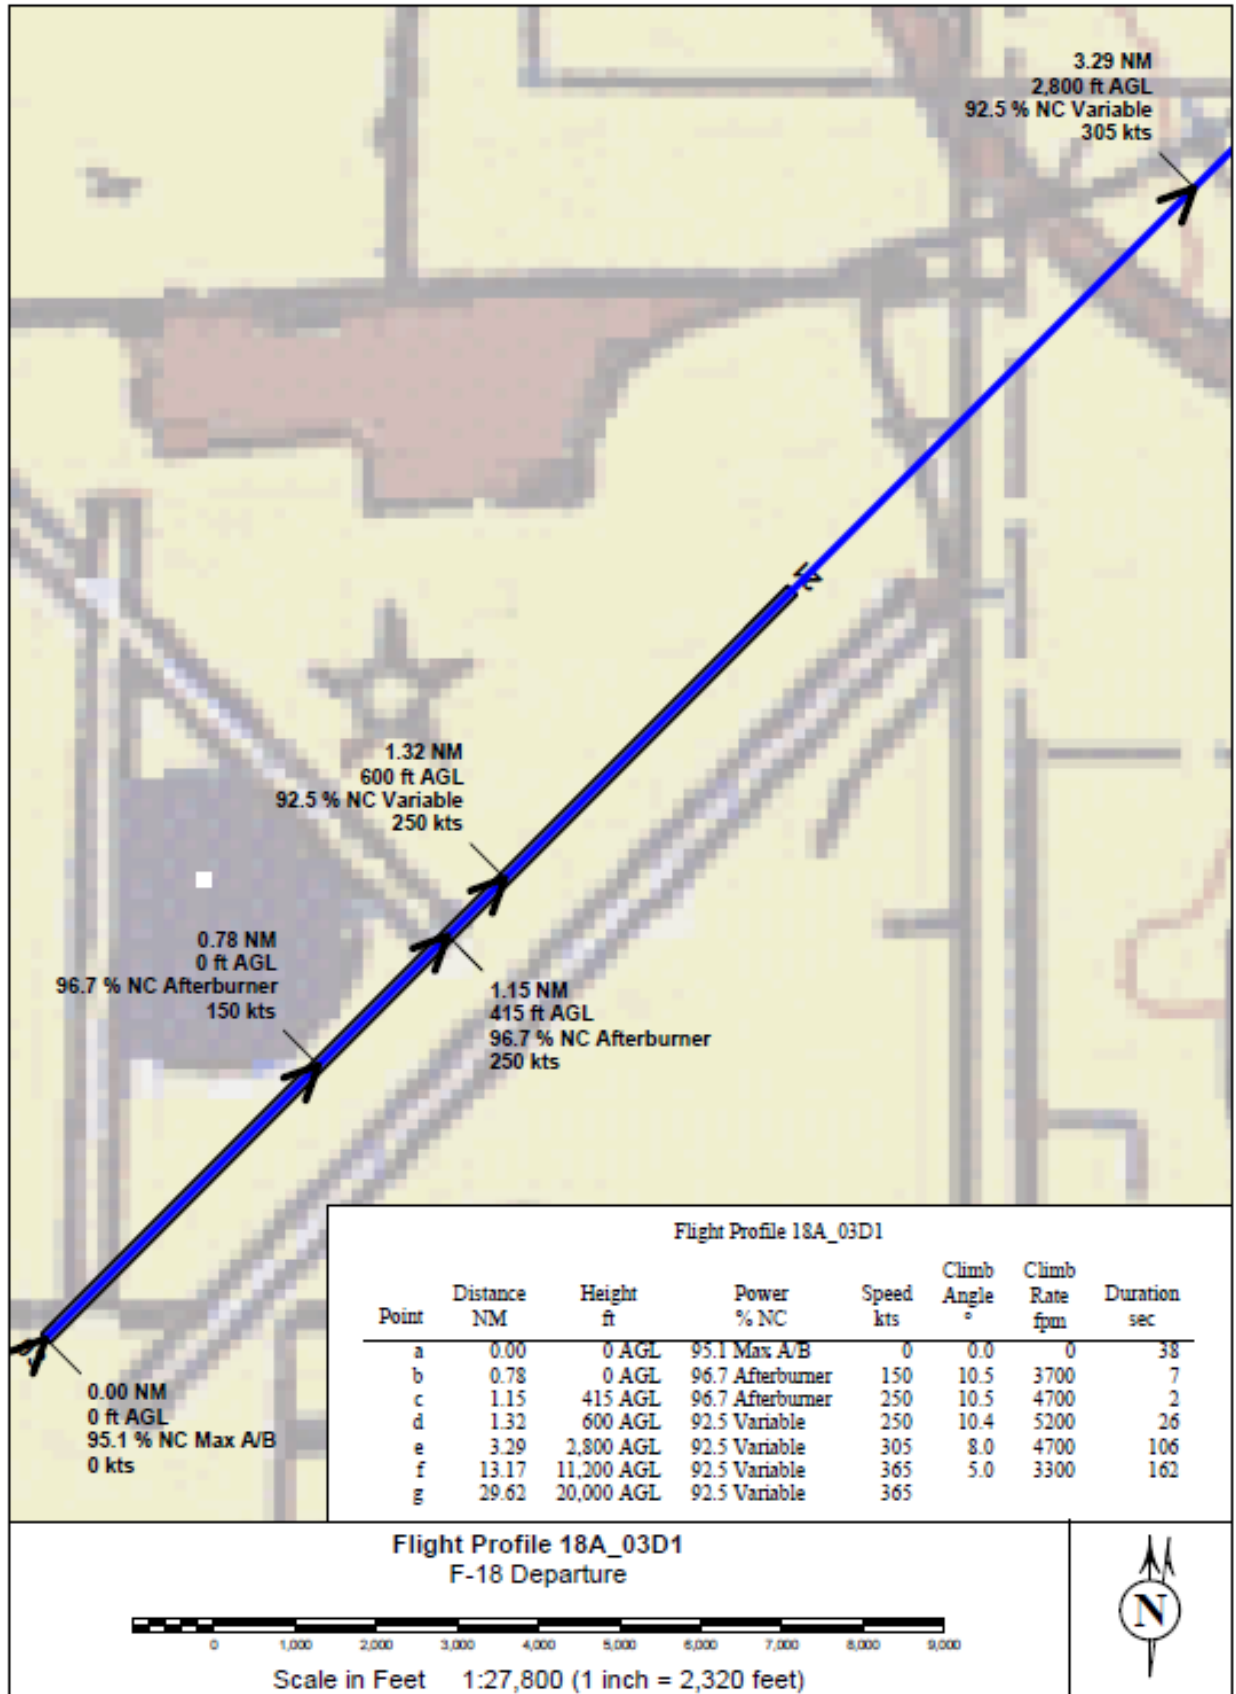 3.29 NM
2,800 ft AGL
92.5 % NC Variable
305 kts
1.32 NM
600 ft AGL
92.5 % NC Variable
250 kts
0.78 NM
0 ft AGL
96.7 % NC Afterburner
150 kts
1.15 NM
415 ft AGL
96.7 % NC Afterburner
250 kts
0.00 NM
0 ft AGL
95.1 % NC Max A/B
0 kts
Flight Profile 18A_03D1
Climb Climb
Distance Height Power Speed Angle Rate Duration
Point NM ft % NC kts ° fpm sec
a 0.00 0 AGL 95.1 Max A/B 0 0.0 0 38
b 0.78 0 AGL 96.7 Afterburner 150 10.5 3700 7
c 1.15 415 AGL 96.7 Afterburner 250 10.5 4700 2
d 1.32 600 AGL 92.5 Variable 250 10.4 5200 26
e 3.29 2,800 AGL 92.5 Variable 305 8.0 4700 106
f 13.17 11,200 AGL 92.5 Variable 365 5.0 3300 162
g 29.62 20,000 AGL 92.5 Variable 365
Flight Profile 18A_03D1
F-18 Departure
0 1,000 2,000 3,000 4,000 5,000 6,000 7,000 8,000 9,000
Scale in Feet 1:27,800 (1 inch = 2,320 feet)
N